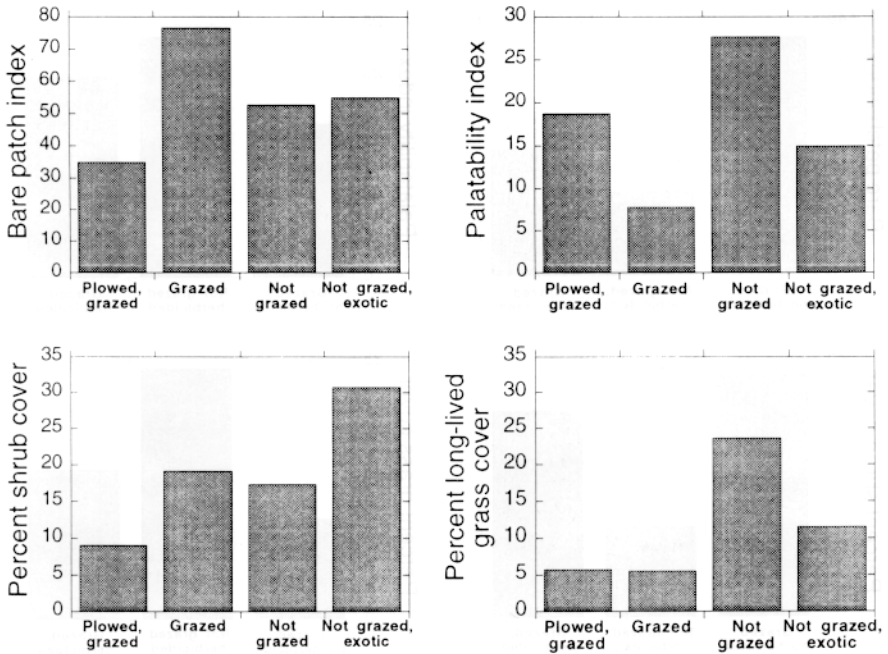 Bare patch index
80
70
60
50
40
30
20
10
0
Plowed, grazed
Grazed
Not grazed
Not grazed, exotic
Palatability index
30
25
20
15
10
5
0
Plowed, grazed
Grazed
Not grazed
Not grazed, exotic
Percent shrub cover
35
30
25
20
15
10
5
0
Plowed, grazed
Grazed
Not grazed
Not grazed, exotic
Percent long-lived
grass cover
35
30
25
20
15
10
5
0
Plowed, grazed
Grazed
Not grazed
Not grazed, exotic